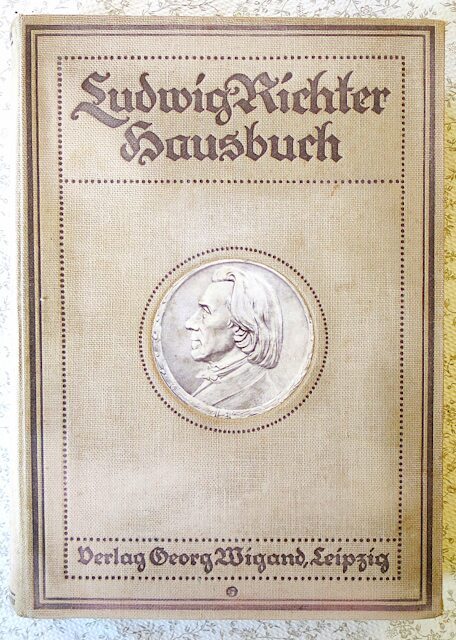 Ludwig Richter
Hausbuch
Verlag Georg Wigand, Leipzig